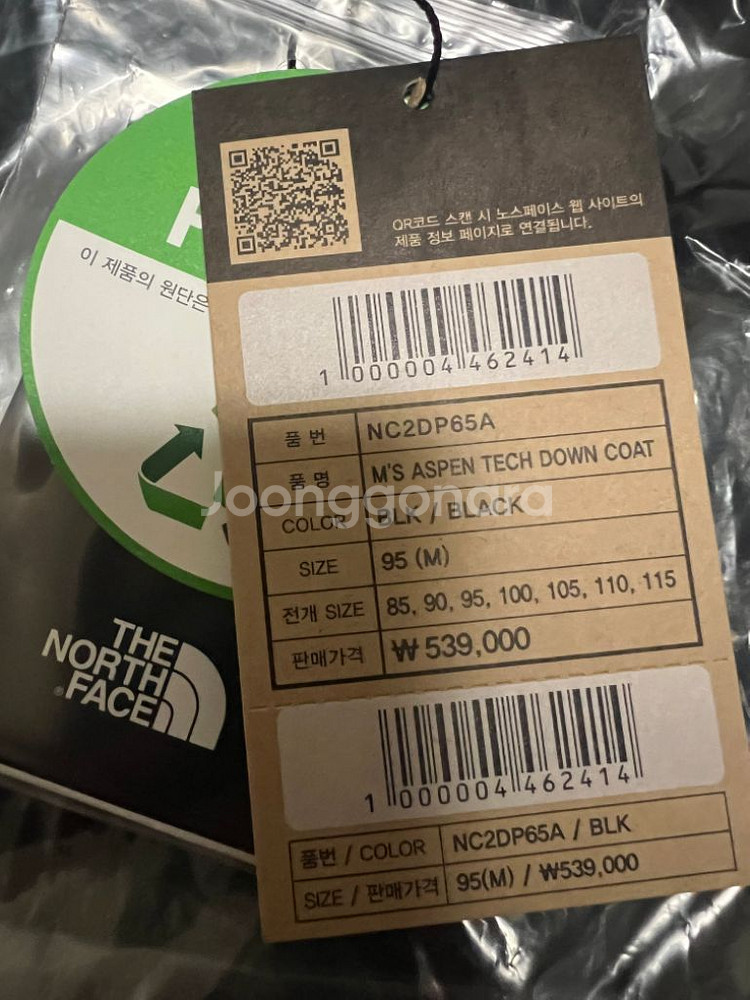 QR코드 스캔 시 노스페이스 웹 사이트의
제품 정보 페이지로 연결됩니다.
이 제품의 원단은
1 000004 462414
품 번 NC2DP65A
품 명 M'S ASPEN TECH DOWN COAT
COLOR BLK / BLACK
Joonggonara
SIZE 95 (M)
전개 SIZE 85, 90, 95, 100, 105, 110, 115
판매가격 ₩ 539,000
THE
NORTH
FACE
®
1 000004 462414
품번 / COLOR NC2DP65A / BLK
SIZE / 판매가격 95(M) / ₩539,000